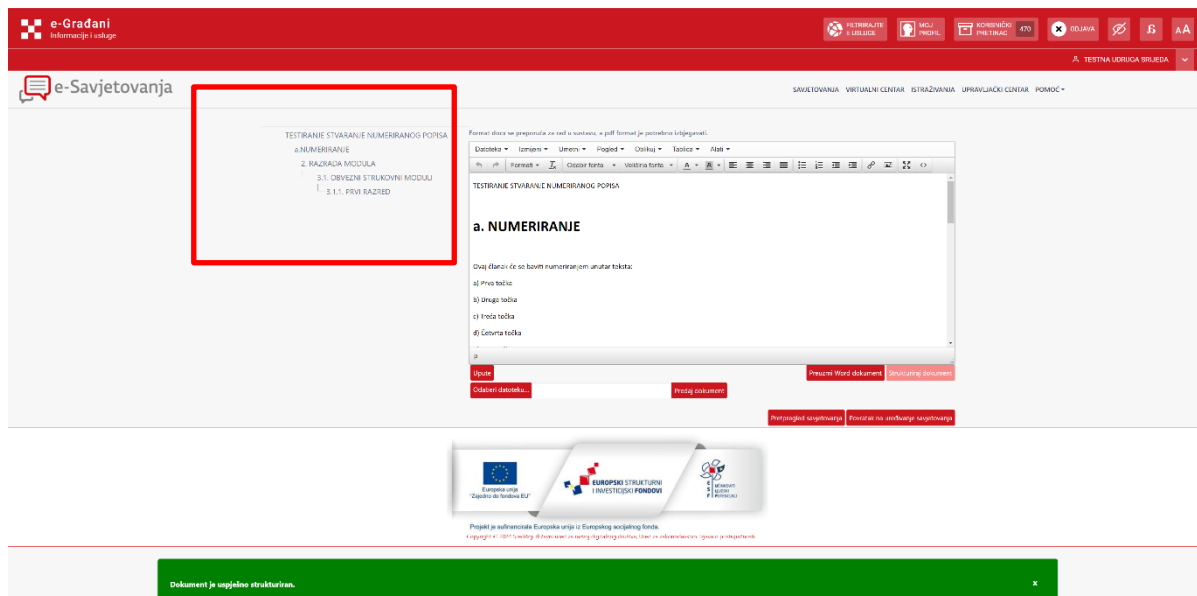 e-Građani
Informacije i usluge
FILTRIRAJTE
E USLUGE
MOJ
PROFIL
KORISNIČKI
PRETINAC
470
ODJAVA
AA
TESTNA UDRUGA SRIJEDA
e-Savjetovanja
SAVJETOVANJA VIRTUALNI CENTAR ISTRAŽIVANJA UPRAVLJAČKI CENTAR POMOĆ
TESTIRANJE STVARANJE NUMERIRANOG POPISA
a.NUMERIRANJE
2. RAZRADA MODULA
3.1. OBVEZNI STRUKOVNI MODULI
3.1.1. PRVI RAZRED
Format docx se preporuča za rad u sustavu, a pdf format je potrebno izbjegavati.
Datoteka Izmijeni Umetni Pogled Oblikuj Tablica Alati
Formati Odabir fonta Veličina fonta
TESTIRANJE STVARANJE NUMERIRANOG POPISA
a. NUMERIRANJE
Ovaj članak će se baviti numeriranjem unutar teksta:
a) Prva točka
b) Druga točka
c) Treća točka
d) Četvrta točka
p
Upute
Preuzmi Word dokument
Strukturiraj dokument
Odaberi datoteku...
Predaj dokument
Pretpregled savjetovanja
Povratak na uređivanje savjetovanja
Europska unija
"Zajedno do fondova EU"
EUROPSKI STRUKTURNI
I INVESTICIJSKI FONDOVI
UČINKOVITI
LJUDSKI
POTENCIJALI
Projekt je sufinancirala Europska unija iz Europskog socijalnog fonda.
Dokument je uspješno strukturiran.
x